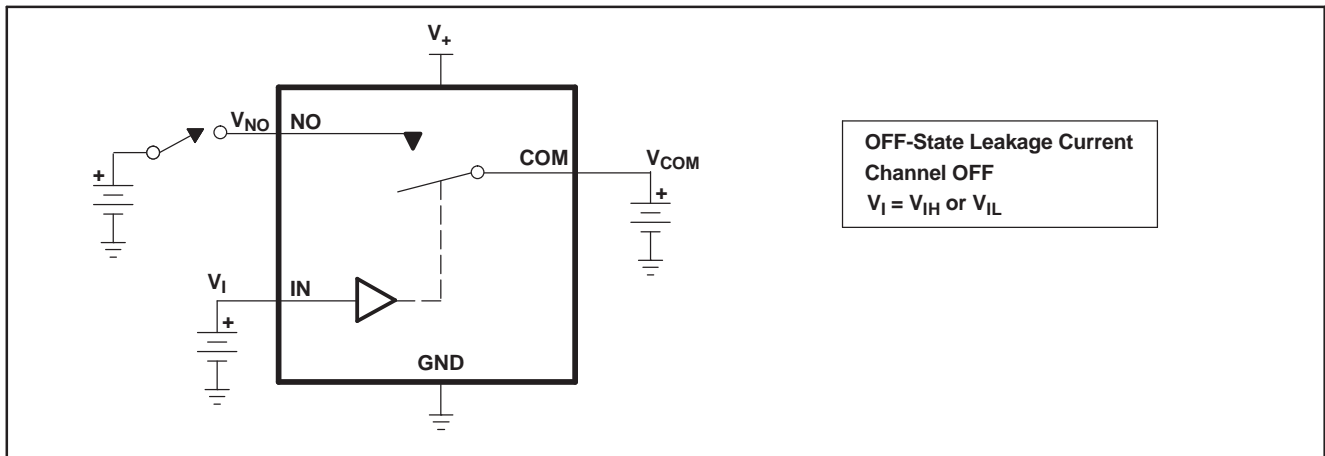 V+
VNO NO
COM VCOM
+
+
VI IN
+
GND
OFF-State Leakage Current
Channel OFF
VI = VIH or VIL